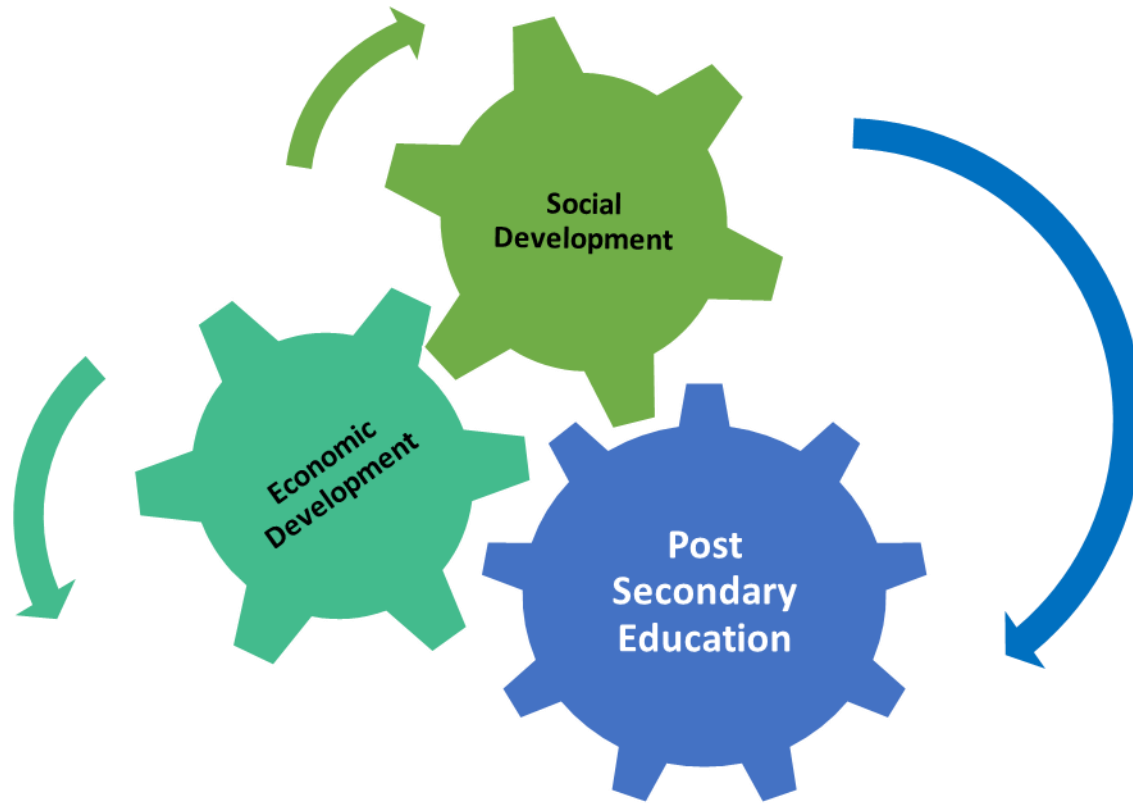 Social
Development
Economic
Development
Post
Secondary
Education